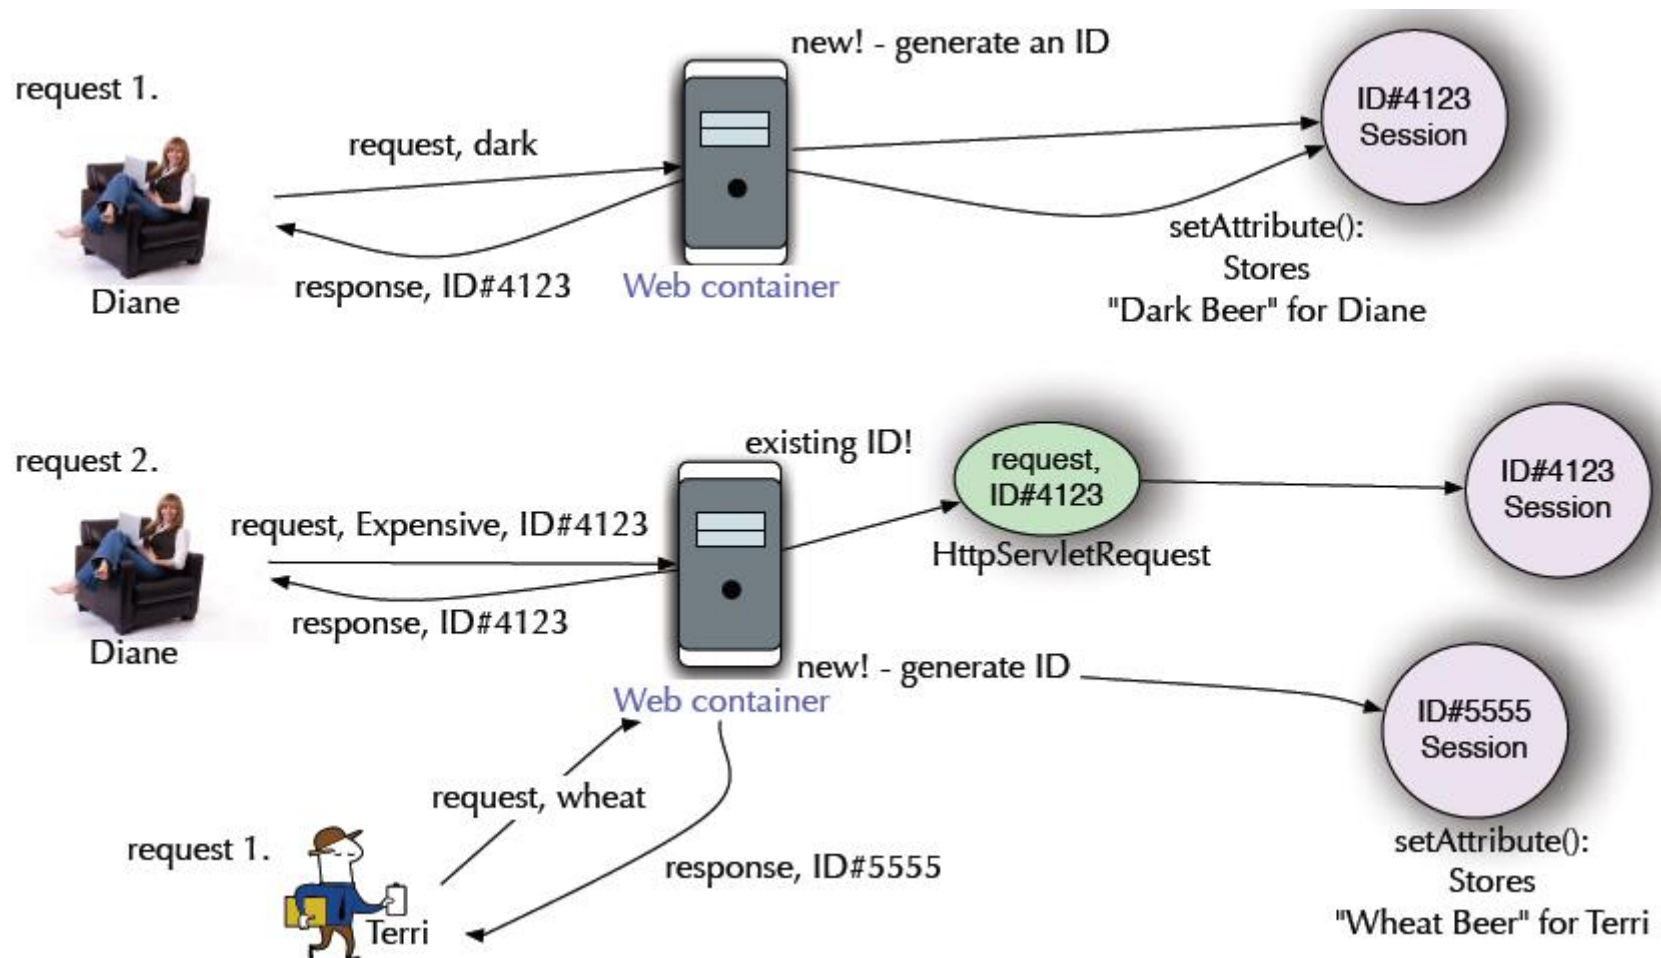 new! - generate an ID
request 1.
ID#4123
Session
request, dark
setAttribute():
Stores
"Dark Beer" for Diane
response, ID#4123
Web container
Diane
existing ID!
request 2.
request,
ID#4123
ID#4123
Session
request, Expensive, ID#4123
HttpServletRequest
response, ID#4123
Diane
new! - generate ID
Web container
ID#5555
Session
request, wheat
request 1.
response, ID#5555
setAttribute():
Stores
"Wheat Beer" for Terri
Terri